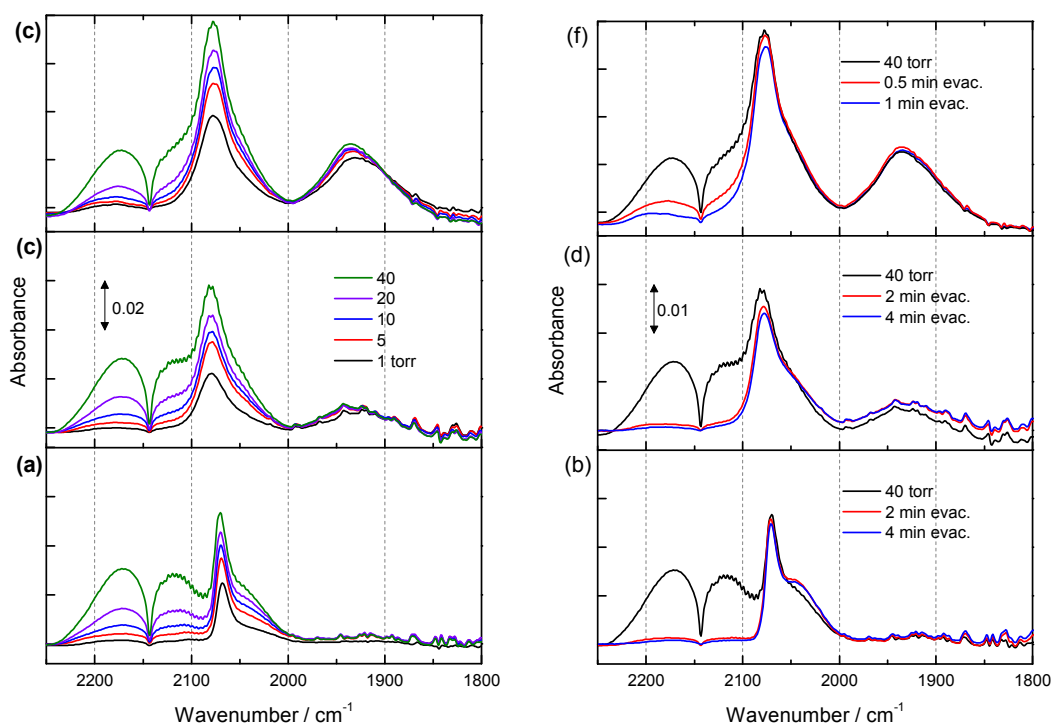 (c)
(c)
0.02
40
20
10
5
1 torr
(a)
Absorbance
2200 2100 2000 1900 1800
Wavenumber / cm-1
(f)
40 torr
0.5 min evac.
1 min evac.
(d)
0.01
40 torr
2 min evac.
4 min evac.
(b)
40 torr
2 min evac.
4 min evac.
Absorbance
2200 2100 2000 1900 1800
Wavenumber / cm-1